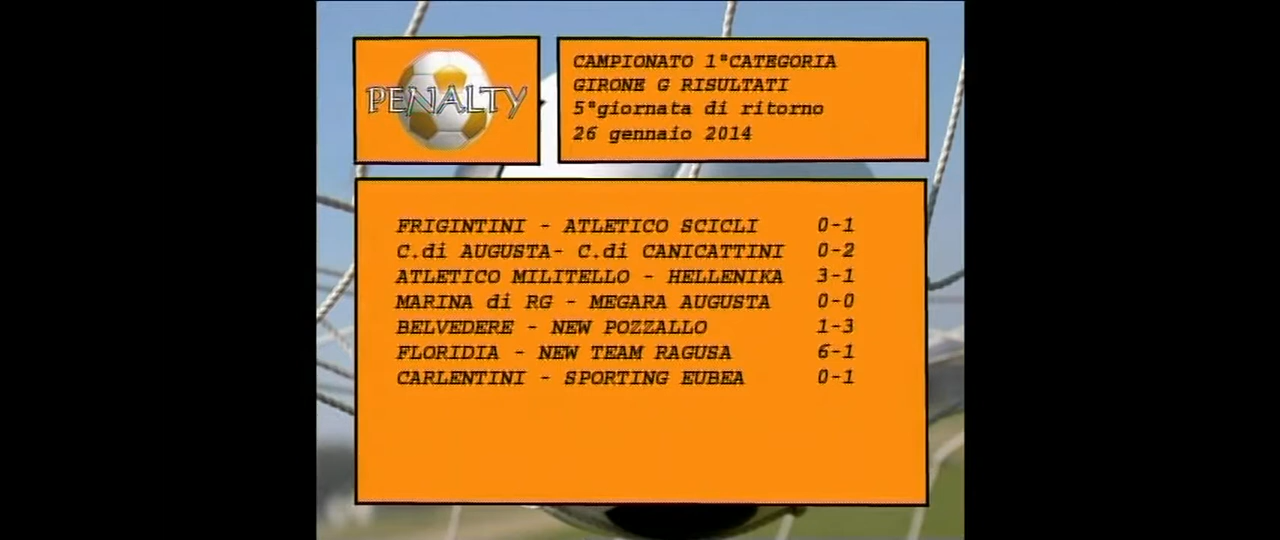 PENALTY
CAMPIONATO 1°CATEGORIA
GIRONE G RISULTATI
5°giornata di ritorno
26 gennaio 2014
FRIGINTINI - ATLETICO SCICLI 0-1
C.di AUGUSTA- C.di CANICATTINI 0-2
ATLETICO MILITELLO - HELLENIKA 3-1
MARINA di RG - MEGARA AUGUSTA 0-0
BELVEDERE - NEW POZZALLO 1-3
FLORIDIA - NEW TEAM RAGUSA 6-1
CARLENTINI - SPORTING EUBEA 0-1